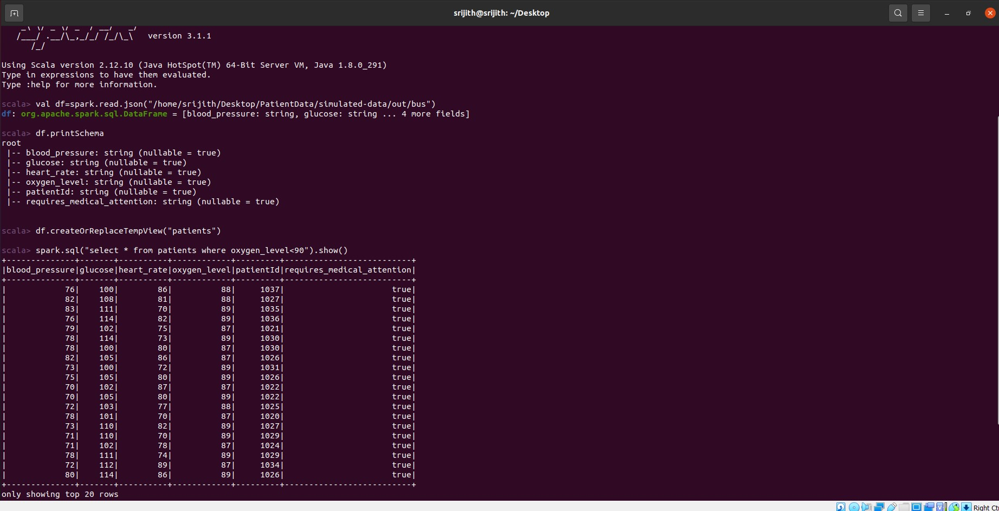 srijith@srijith: ~/Desktop
/___/ .__/\_,_/_/ /_/\_\   version 3.1.1
/_/
Using Scala version 2.12.10 (Java HotSpot(TM) 64-Bit Server VM, Java 1.8.0_291)
Type in expressions to have them evaluated.
Type :help for more information.
scala> val df=spark.read.json("/home/srijith/Desktop/PatientData/simulated-data/out/bus")
df: org.apache.spark.sql.DataFrame = [blood_pressure: string, glucose: string ... 4 more fields]
scala> df.printSchema
root
|-- blood_pressure: string (nullable = true)
|-- glucose: string (nullable = true)
|-- heart_rate: string (nullable = true)
|-- oxygen_level: string (nullable = true)
|-- patientId: string (nullable = true)
|-- requires_medical_attention: string (nullable = true)
scala> df.createOrReplaceTempView("patients")
scala> spark.sql("select * from patients where oxygen_level<90").show()
+--------------+-------+----------+------------+---------+--------------------------+
|blood_pressure|glucose|heart_rate|oxygen_level|patientId|requires_medical_attention|
+--------------+-------+----------+------------+---------+--------------------------+
|            76|    100|        86|          88|     1037|                      true|
|            82|    108|        81|          88|     1027|                      true|
|            83|    111|        70|          89|     1035|                      true|
|            76|    114|        82|          89|     1036|                      true|
|            79|    102|        75|          87|     1021|                      true|
|            78|    114|        73|          89|     1030|                      true|
|            78|    100|        80|          87|     1030|                      true|
|            82|    105|        86|          87|     1026|                      true|
|            73|    100|        72|          89|     1031|                      true|
|            75|    105|        80|          89|     1026|                      true|
|            70|    102|        87|          87|     1022|                      true|
|            70|    105|        80|          89|     1022|                      true|
|            72|    103|        77|          88|     1025|                      true|
|            78|    101|        70|          87|     1020|                      true|
|            73|    110|        82|          89|     1027|                      true|
|            71|    110|        70|          89|     1029|                      true|
|            71|    102|        78|          87|     1024|                      true|
|            78|    111|        74|          89|     1029|                      true|
|            72|    112|        89|          87|     1034|                      true|
|            80|    114|        86|          89|     1026|                      true|
+--------------+-------+----------+------------+---------+--------------------------+
only showing top 20 rows
Right Ct